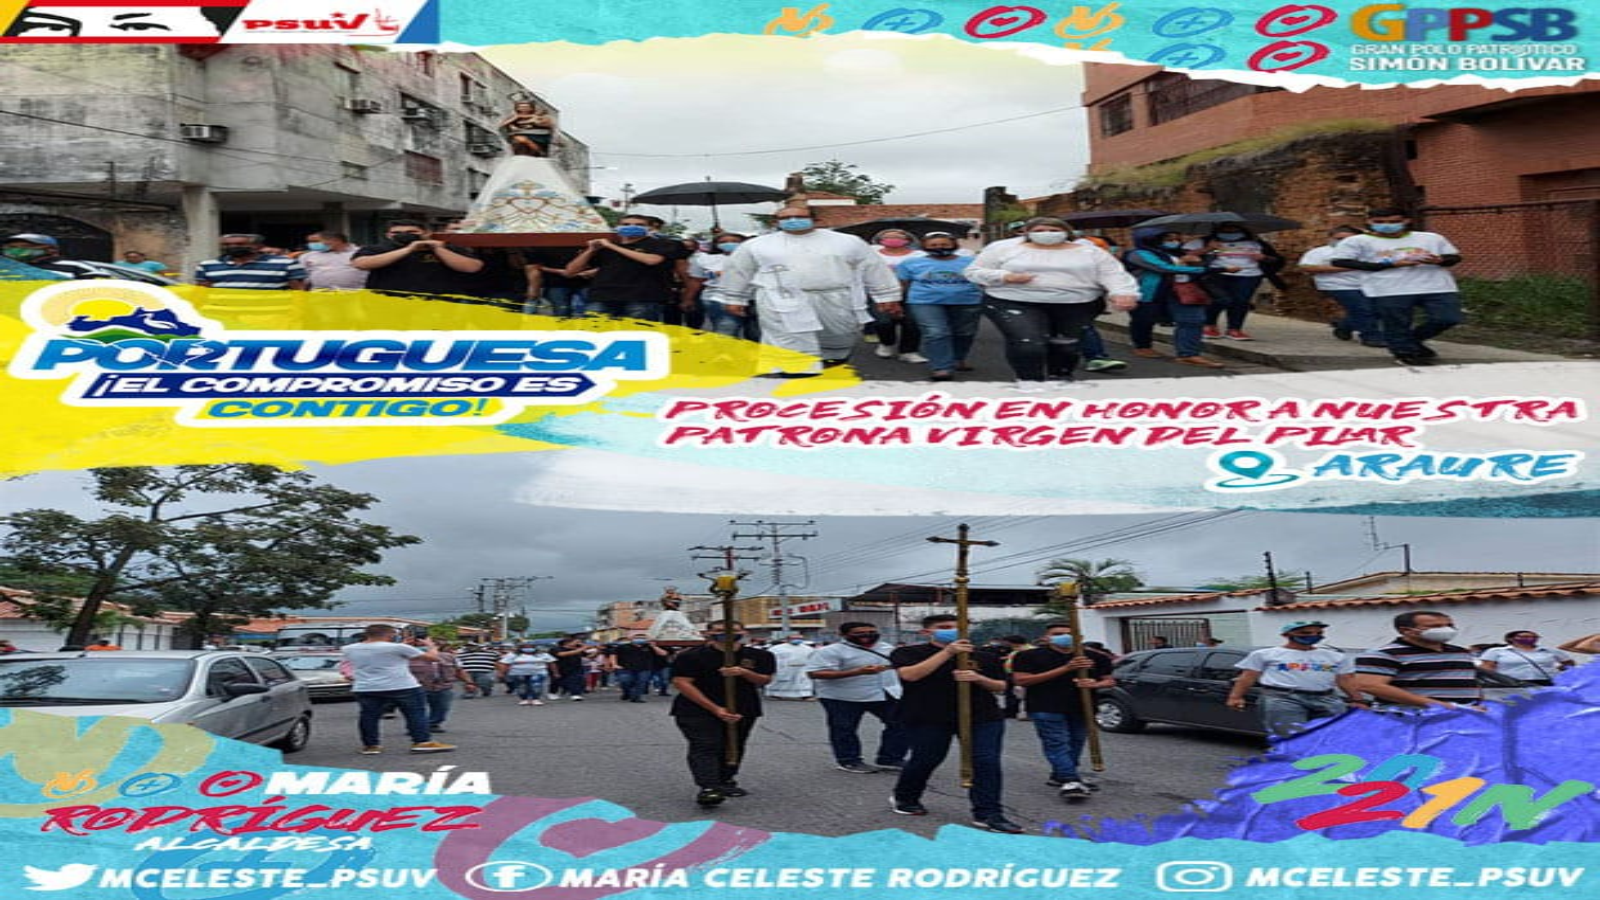 PSUV
GPPSB
GRAN POLO PATRIÓTICO
SIMÓN BOLÍVAR
PORTUGUESA
¡EL COMPROMISO ES
CONTIGO!
PROCESIÓN EN HONOR A NUESTRA
PATRONA VIRGEN DEL PILAR
ARAURE
MARÍA
RODRÍGUEZ
ALCALDESA
2021N
MCELESTE_PSUV MARÍA CELESTE RODRÍGUEZ MCELESTE_PSUV